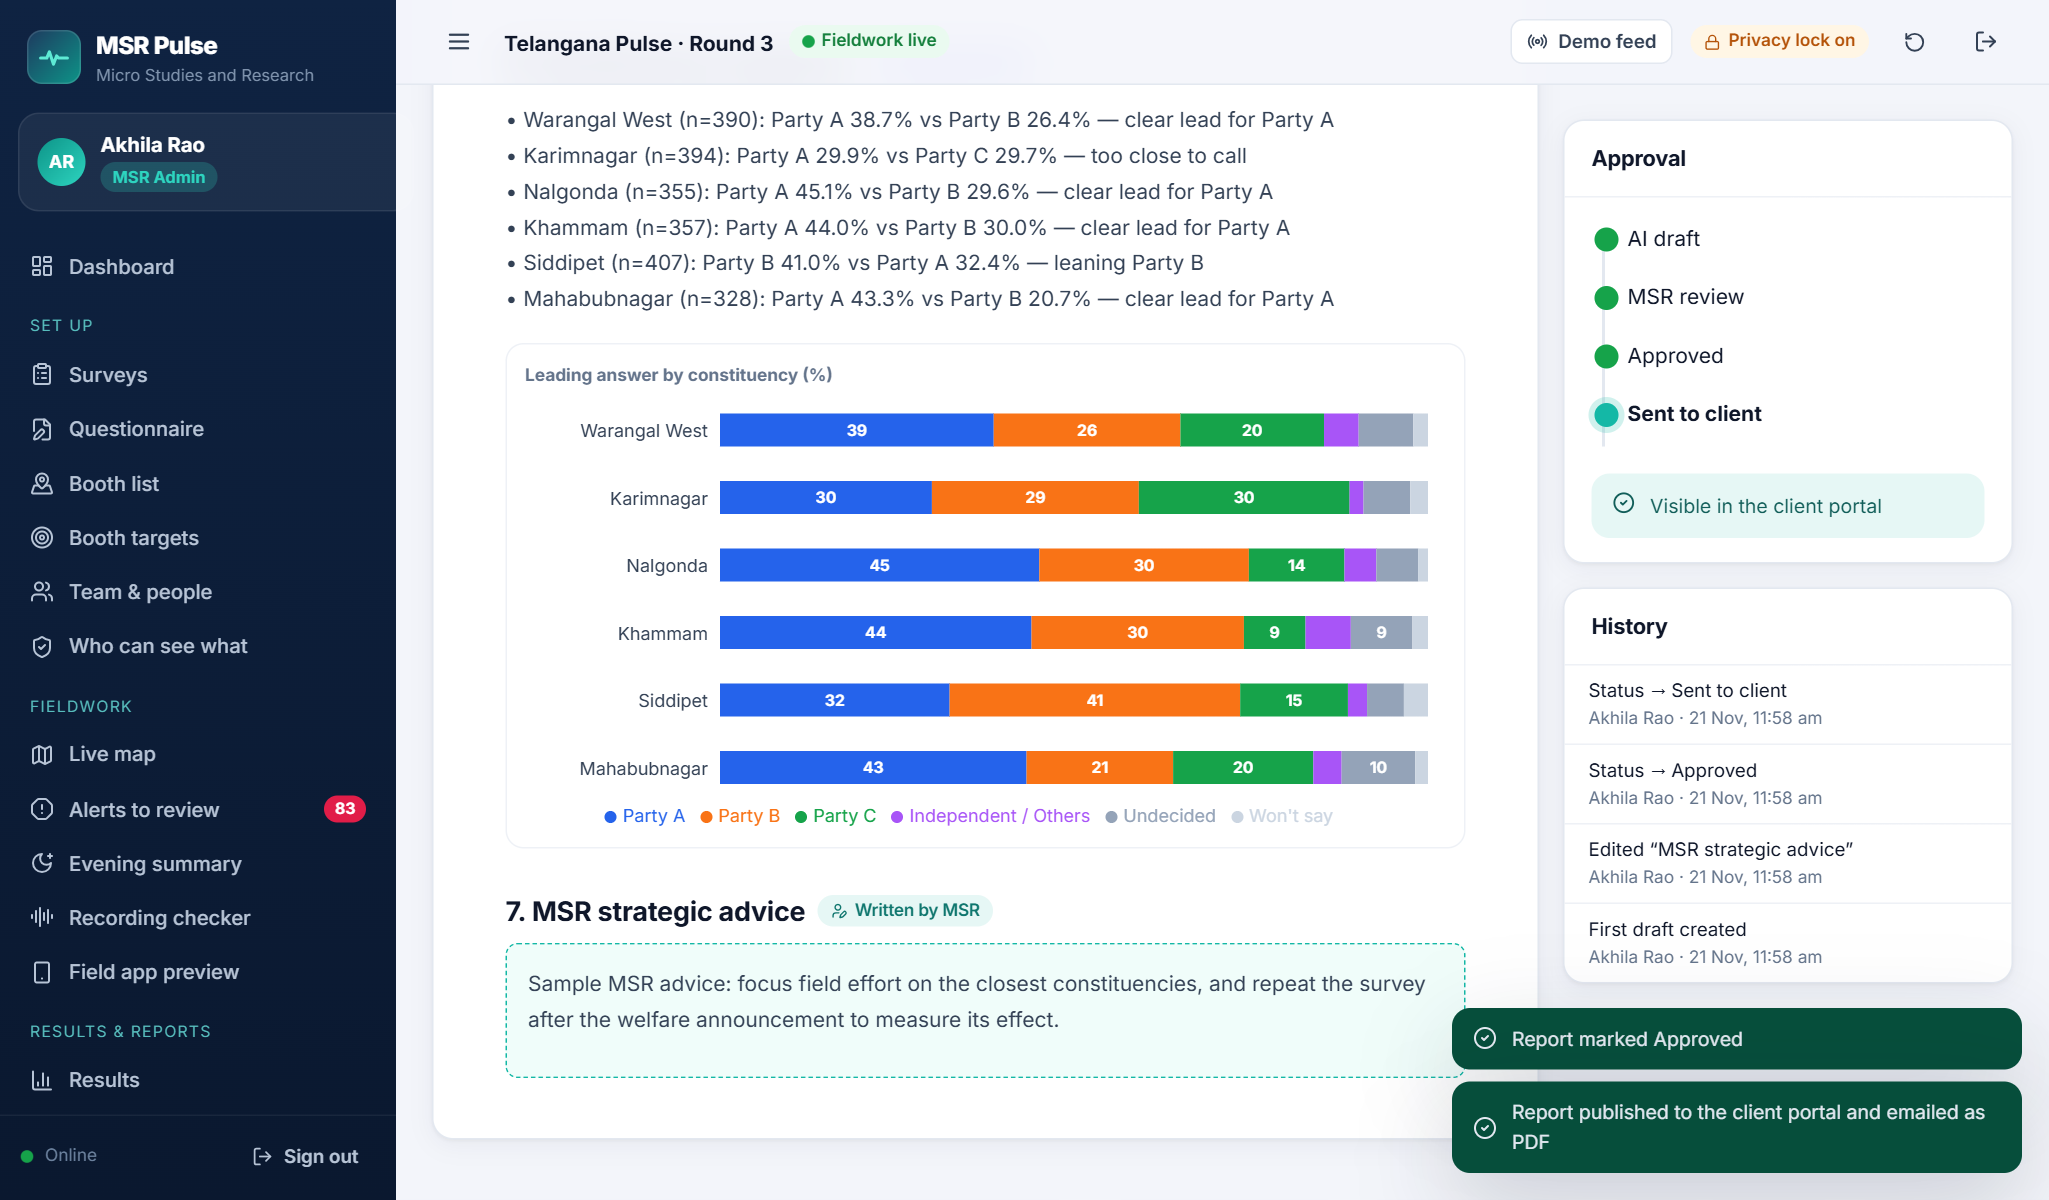 MSR Pulse
Micro Studies and Research
AR
Akhila Rao
MSR Admin
Dashboard
SET UP
Surveys
Questionnaire
Booth list
Booth targets
Team & people
Who can see what
FIELDWORK
Live map
Alerts to review
83
Evening summary
Recording checker
Field app preview
RESULTS & REPORTS
Results
Online
Sign out
Telangana Pulse · Round 3
Fieldwork live
Demo feed
Privacy lock on
• Warangal West (n=390): Party A 38.7% vs Party B 26.4% — clear lead for Party A
• Karimnagar (n=394): Party A 29.9% vs Party C 29.7% — too close to call
• Nalgonda (n=355): Party A 45.1% vs Party B 29.6% — clear lead for Party A
• Khammam (n=357): Party A 44.0% vs Party B 30.0% — clear lead for Party A
• Siddipet (n=407): Party B 41.0% vs Party A 32.4% — leaning Party B
• Mahabubnagar (n=328): Party A 43.3% vs Party B 20.7% — clear lead for Party A
Leading answer by constituency (%)
Warangal West 39 26 20
Karimnagar 30 29 30
Nalgonda 45 30 14
Khammam 44 30 9 9
Siddipet 32 41 15
Mahabubnagar 43 21 20 10
Party A Party B Party C Independent / Others Undecided Won't say
7. MSR strategic advice
Written by MSR
Sample MSR advice: focus field effort on the closest constituencies, and repeat the survey
after the welfare announcement to measure its effect.
Approval
AI draft
MSR review
Approved
Sent to client
Visible in the client portal
History
Status → Sent to client
Akhila Rao · 21 Nov, 11:58 am
Status → Approved
Akhila Rao · 21 Nov, 11:58 am
Edited “MSR strategic advice”
Akhila Rao · 21 Nov, 11:58 am
First draft created
Akhila Rao · 21 Nov, 11:58 am
Report marked Approved
Report published to the client portal and emailed as
PDF